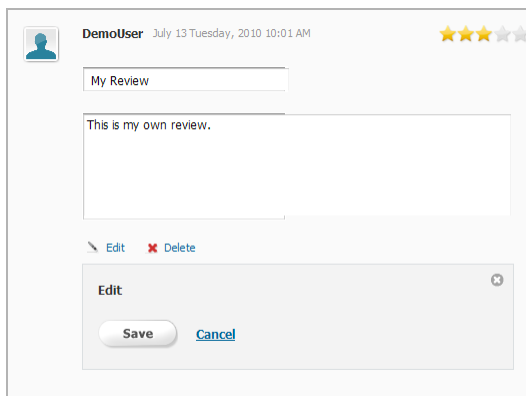 DemoUser July 13 Tuesday, 2010 10:01 AM
My Review
This is my own review.
Edit Delete
Edit
Save Cancel